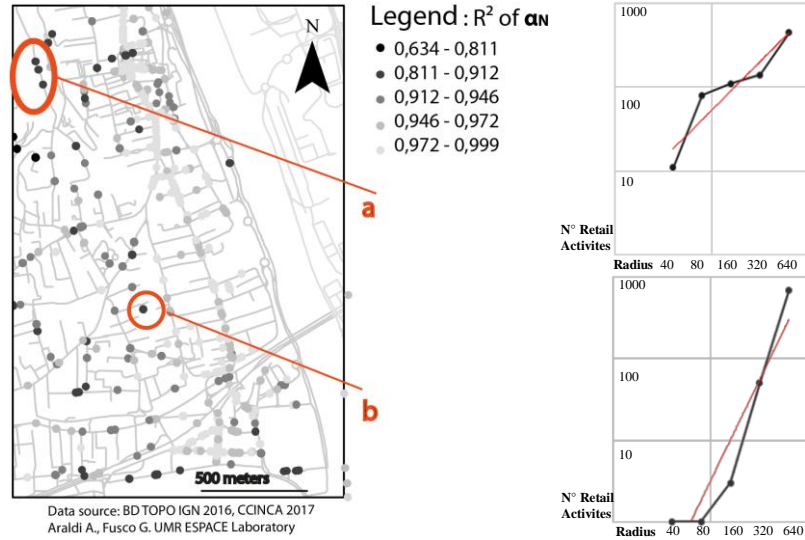 Legend : R² of αN
0,634 - 0,811
0,811 - 0,912
0,912 - 0,946
0,946 - 0,972
0,972 - 0,999
N
a
b
500 meters
Data source: BD TOPO IGN 2016, CCINCA 2017
Araldi A., Fusco G. UMR ESPACE Laboratory
1000
100
10
N° Retail
Activites
Radius 40 80 160 320 640
1000
100
10
N° Retail
Activites
Radius 40 80 160 320 640